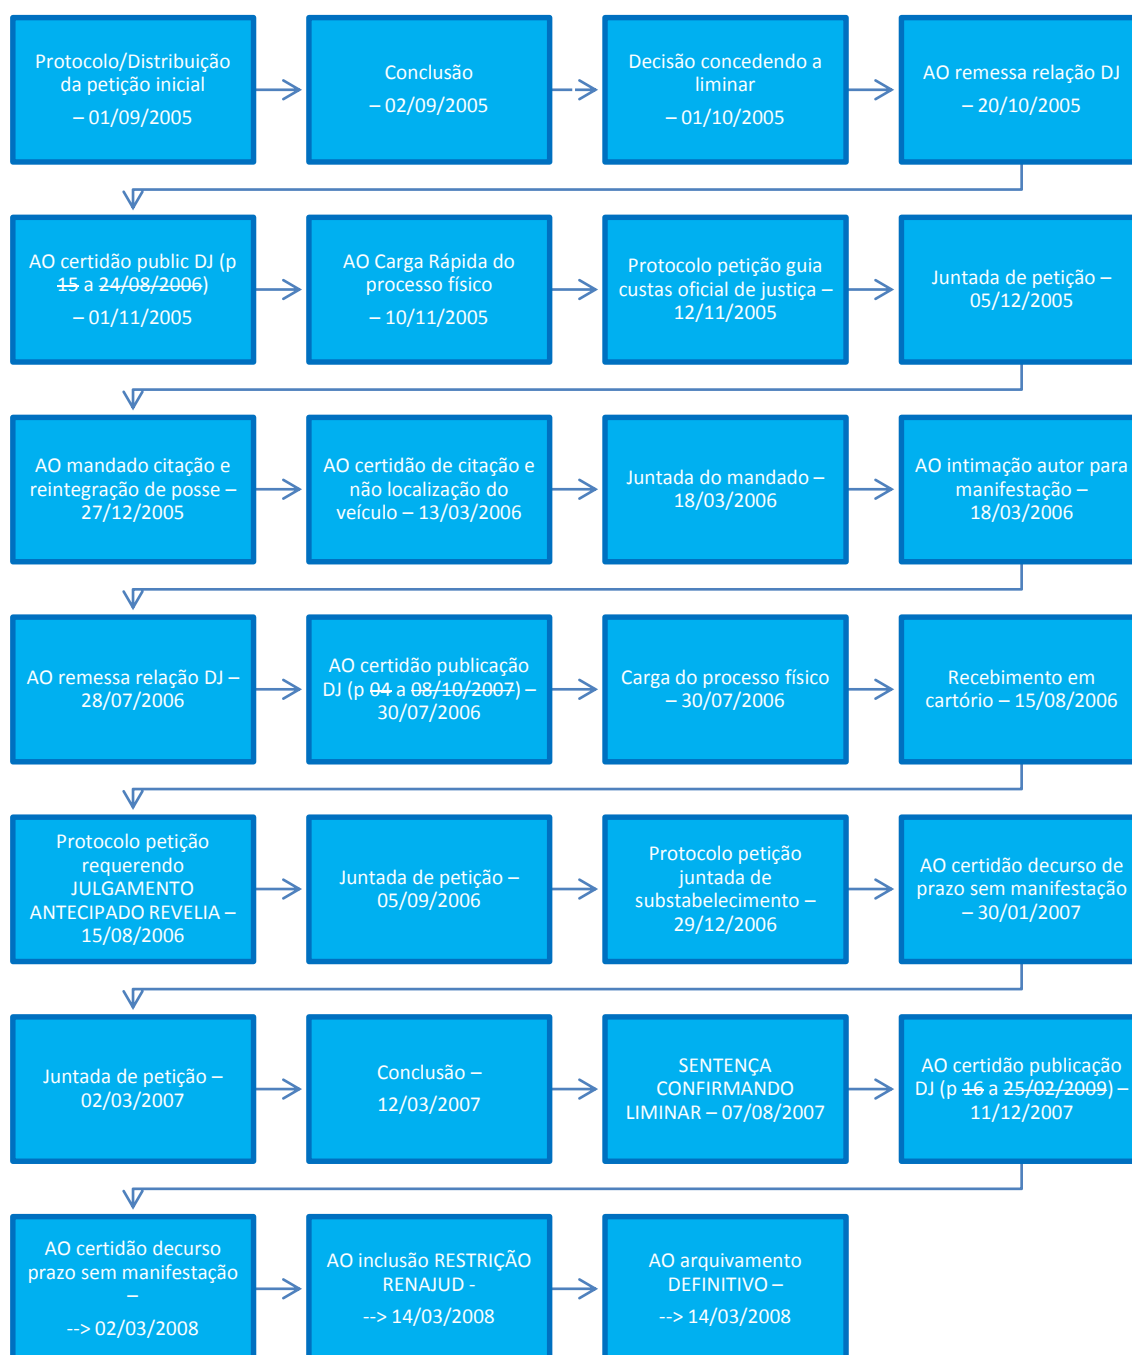 Protocolo/Distribuição
da petição inicial
– 01/09/2005
Conclusão
– 02/09/2005
Decisão concedendo a
liminar
– 01/10/2005
AO remessa relação DJ
– 20/10/2005
AO certidão public DJ (p
15 a 24/08/2006)
– 01/11/2005
AO Carga Rápida do
processo físico
– 10/11/2005
Protocolo petição guia
custas oficial de justiça –
12/11/2005
Juntada de petição –
05/12/2005
AO mandado citação e
reintegração de posse –
27/12/2005
AO certidão de citação e
não localização do
veículo – 13/03/2006
Juntada do mandado –
18/03/2006
AO intimação autor para
manifestação –
18/03/2006
AO remessa relação DJ –
28/07/2006
AO certidão publicação
DJ (p 04 a 08/10/2007) –
30/07/2006
Carga do processo físico
– 30/07/2006
Recebimento em
cartório – 15/08/2006
Protocolo petição
requerendo
JULGAMENTO
ANTECIPADO REVELIA –
15/08/2006
Juntada de petição –
05/09/2006
Protocolo petição
juntada de
substabelecimento –
29/12/2006
AO certidão decurso de
prazo sem manifestação
– 30/01/2007
Juntada de petição –
02/03/2007
Conclusão –
12/03/2007
SENTENÇA
CONFIRMANDO
LIMINAR – 07/08/2007
AO certidão publicação
DJ (p 16 a 25/02/2009) –
11/12/2007
AO certidão decurso
prazo sem manifestação
–
--> 02/03/2008
AO inclusão RESTRIÇÃO
RENAJUD -
--> 14/03/2008
AO arquivamento
DEFINITIVO –
--> 14/03/2008